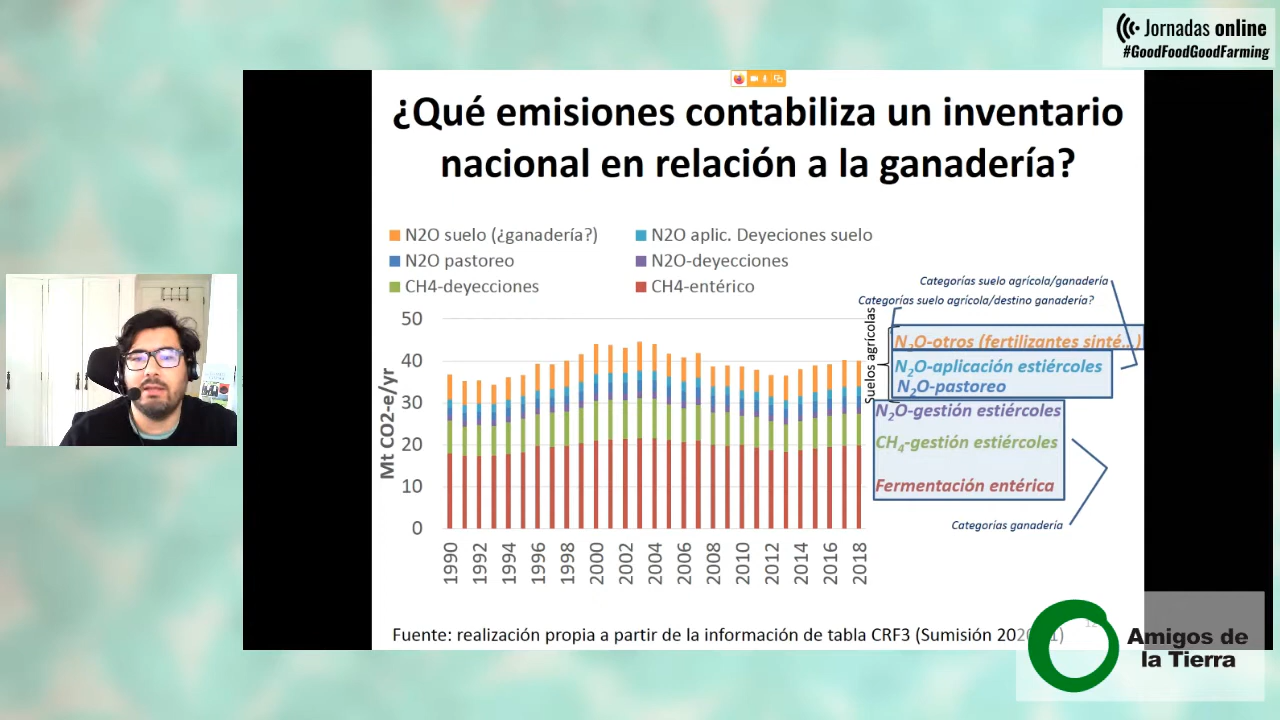 Jornadas online
#GoodFoodGoodFarming
¿Qué emisiones contabiliza un inventario
nacional en relación a la ganadería?
N2O suelo (¿ganadería?)
N2O aplic. Deyeciones suelo
N2O pastoreo
N2O-deyecciones
CH4-deyecciones
CH4-entérico
Categorías suelo agrícola/ganadería
Categorías suelo agrícola/destino ganadería?
Suelos agrícolas
N2O-otros (fertilizantes sinté...)
N2O-aplicación estiércoles
N2O-pastoreo
N2O-gestión estiércoles
CH4-gestión estiércoles
Fermentación entérica
Categorías ganadería
Mt CO2-e/yr
50
40
30
20
10
0
1990
1992
1994
1996
1998
2000
2002
2004
2006
2008
2010
2012
2014
2016
2018
Fuente: realización propia a partir de la información de tabla CRF3 (Sumisión 20
Amigos de
la Tierra